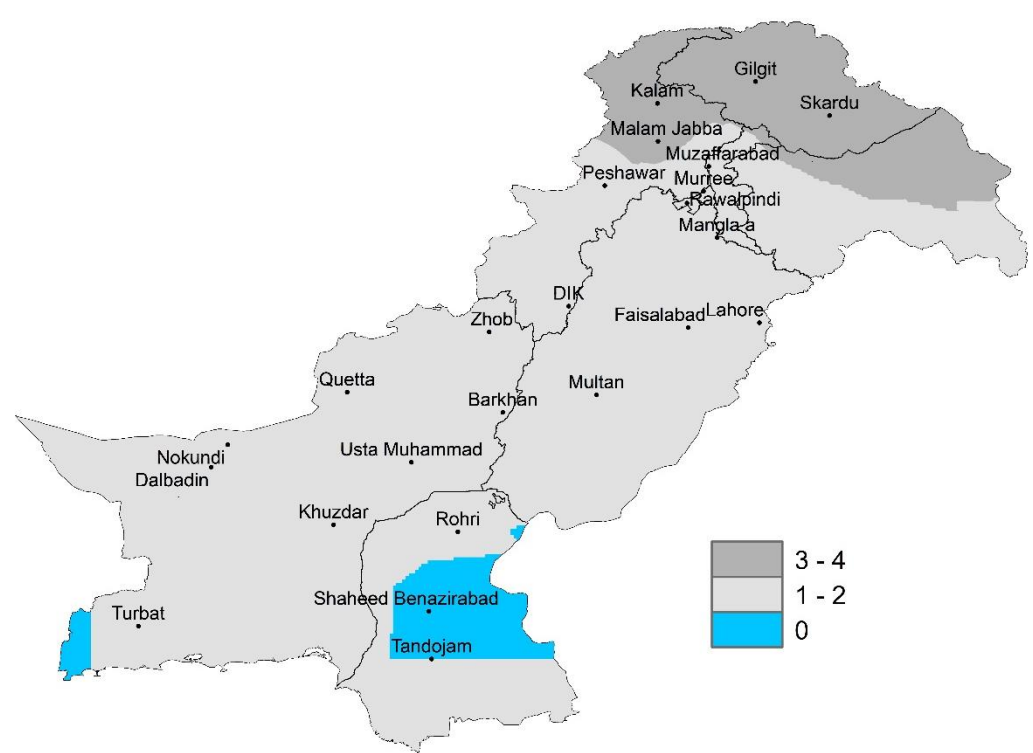 Gilgit
Kalam
Skardu
Malam Jabba
Muzaffarabad
Peshawar
Murree
Rawalpindi
Mangla a
DIK
Zhob
Faisalabad
Lahore
Quetta
Multan
Barkhan
Nokundi
Usta Muhammad
Dalbadin
Khuzdar
Rohri
3 - 4
1 - 2
Shaheed Benazirabad
Turbat
0
Tandojam